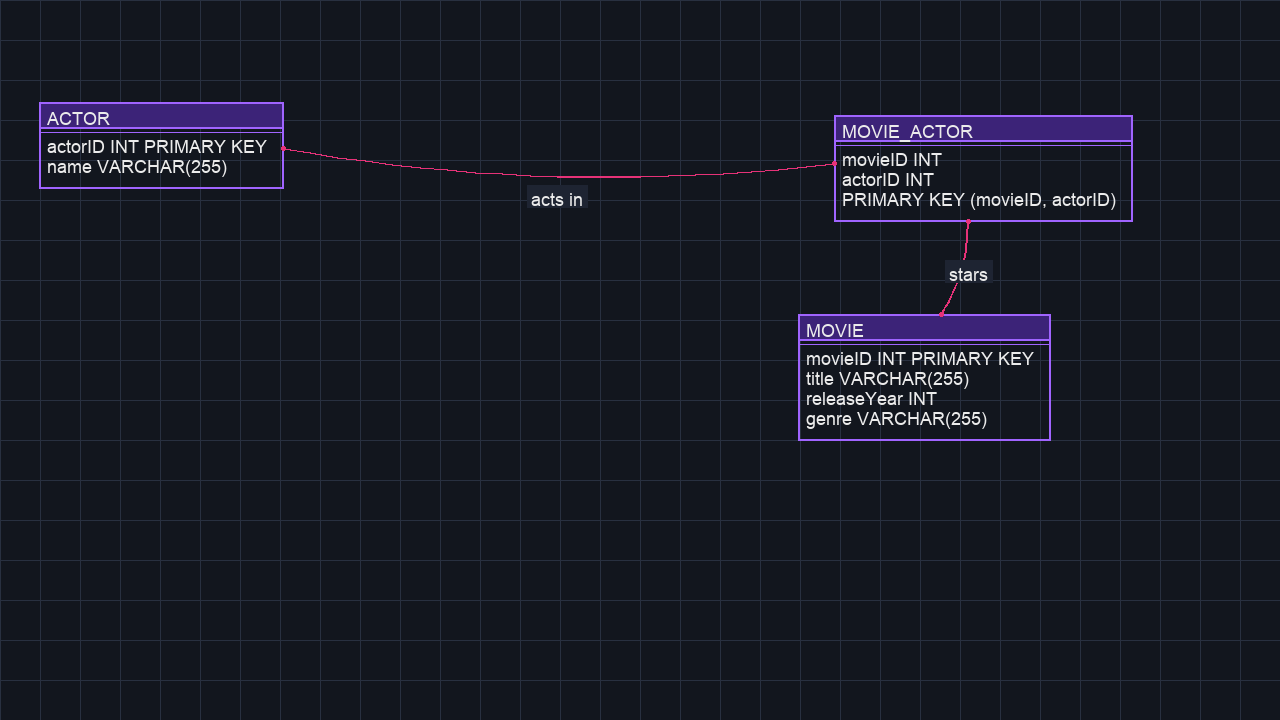 ACTOR
actorID INT PRIMARY KEY
name VARCHAR(255)
acts in
MOVIE_ACTOR
movieID INT
actorID INT
PRIMARY KEY (movieID, actorID)
stars
MOVIE
movieID INT PRIMARY KEY
title VARCHAR(255)
releaseYear INT
genre VARCHAR(255)